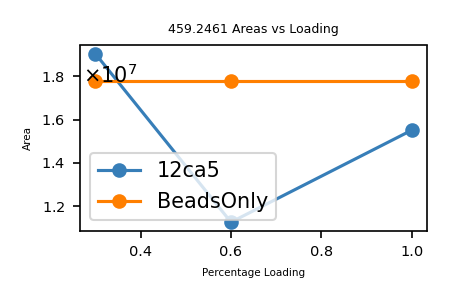 459.2461 Areas vs Loading
×10⁷
1.8
1.6
1.4
1.2
Area
12ca5
BeadsOnly
0.4 0.6 0.8 1.0
Percentage Loading